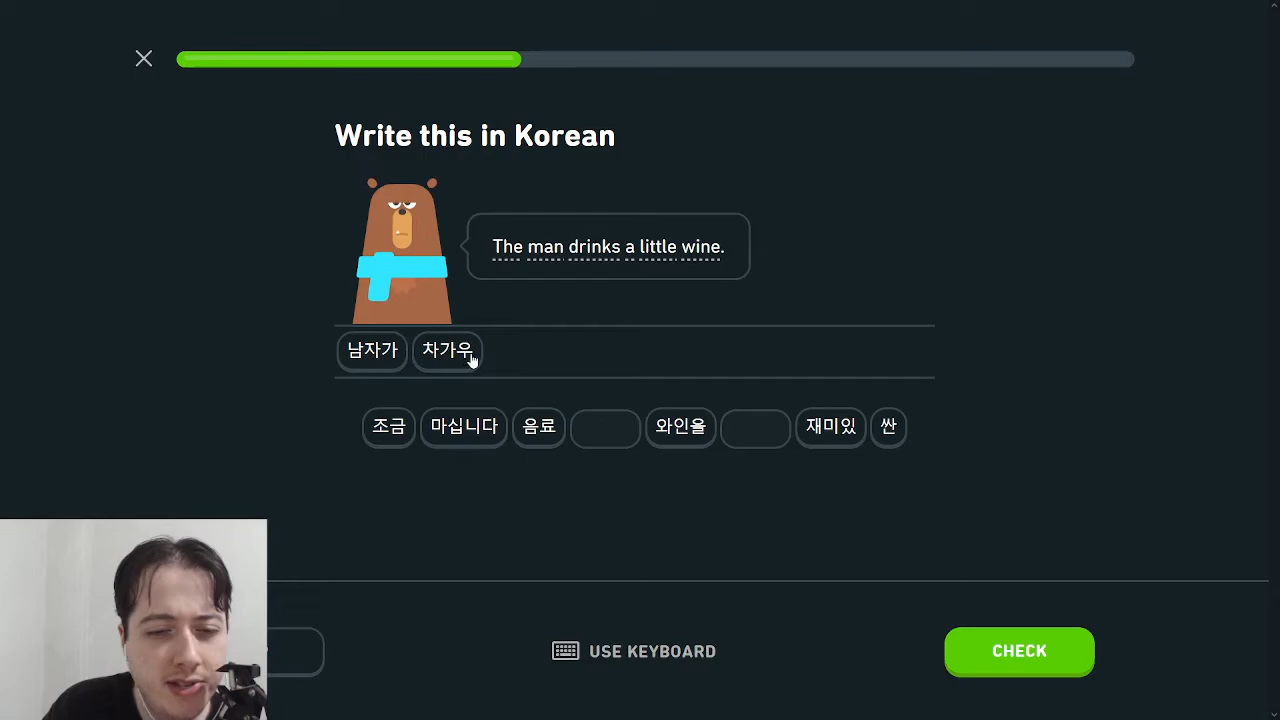 Write this in Korean
The man drinks a little wine.
남자가 차가우
조금 마십니다 음료 와인을 재미있 싼
USE KEYBOARD
CHECK